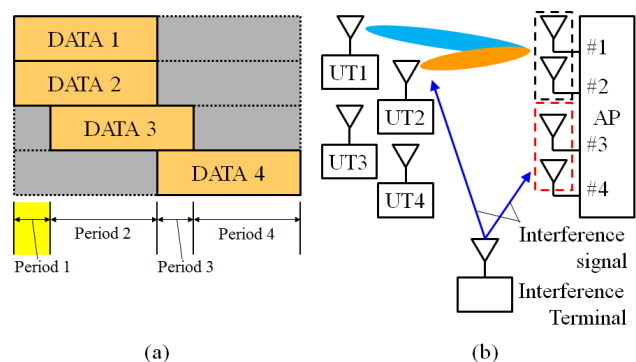 DATA 1
DATA 2
DATA 3
DATA 4
Period 2
Period 4
Period 1
Period 3
(a)
UT1
UT2
UT3
UT4
#1
#2
AP
#3
#4
Interference
signal
Interference
Terminal
(b)